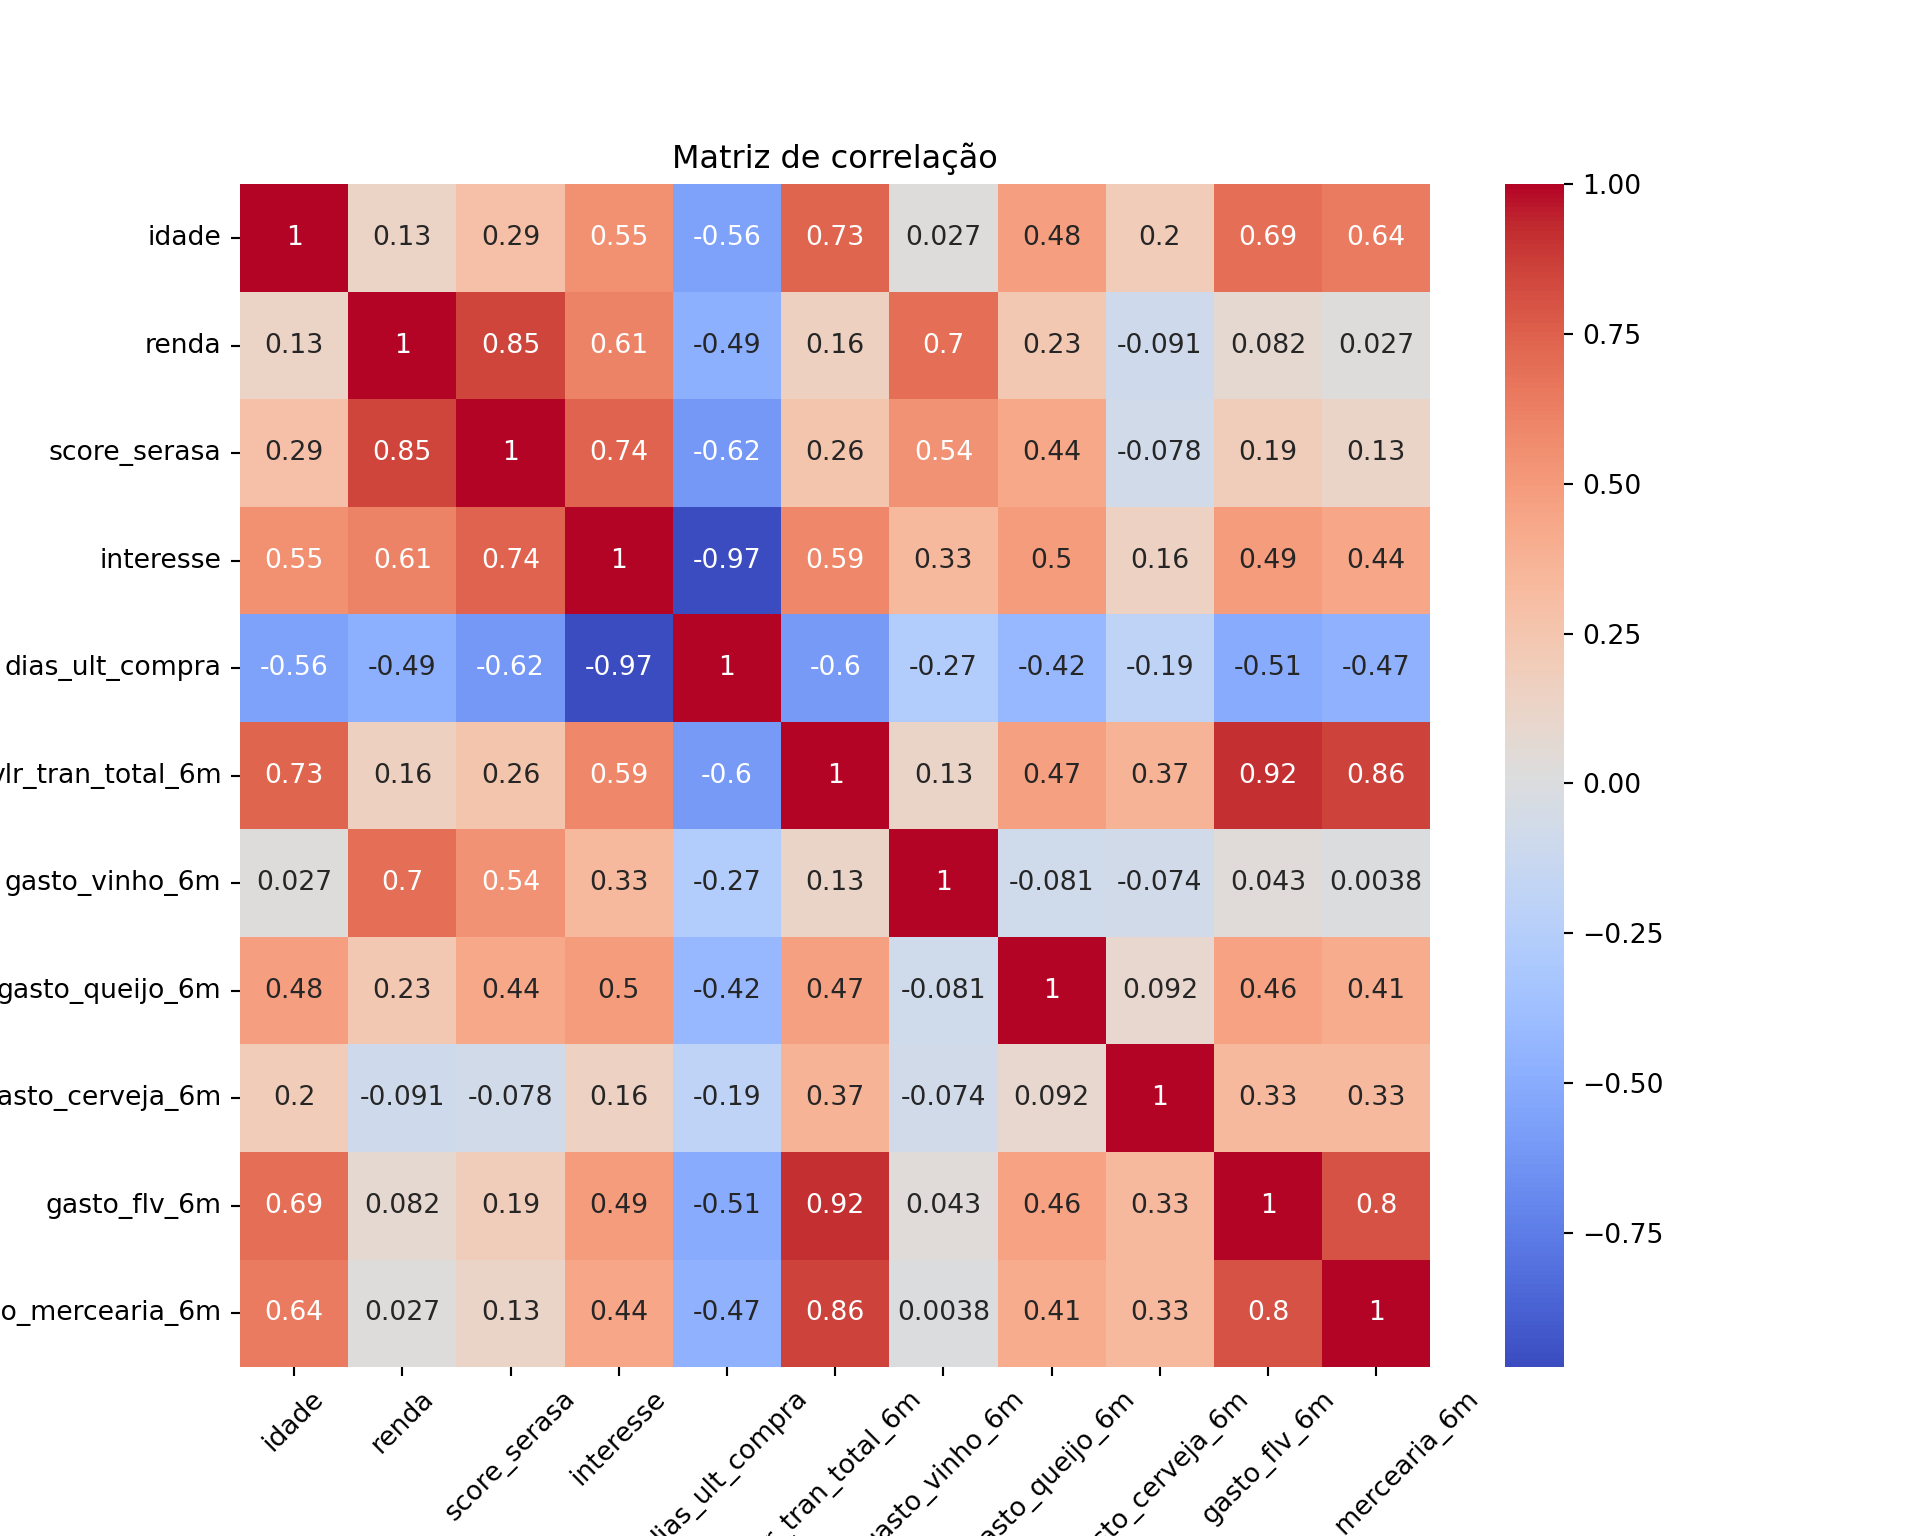 Matriz de correlação
idade 1 0.13 0.29 0.55 -0.56 0.73 0.027 0.48 0.2 0.69 0.64
renda 0.13 1 0.85 0.61 -0.49 0.16 0.7 0.23 -0.091 0.082 0.027
score_serasa 0.29 0.85 1 0.74 -0.62 0.26 0.54 0.44 -0.078 0.19 0.13
interesse 0.55 0.61 0.74 1 -0.97 0.59 0.33 0.5 0.16 0.49 0.44
dias_ult_compra -0.56 -0.49 -0.62 -0.97 1 -0.6 -0.27 -0.42 -0.19 -0.51 -0.47
vlr_tran_total_6m 0.73 0.16 0.26 0.59 -0.6 1 0.13 0.47 0.37 0.92 0.86
gasto_vinho_6m 0.027 0.7 0.54 0.33 -0.27 0.13 1 -0.081 -0.074 0.043 0.0038
gasto_queijo_6m 0.48 0.23 0.44 0.5 -0.42 0.47 -0.081 1 0.092 0.46 0.41
asto_cerveja_6m 0.2 -0.091 -0.078 0.16 -0.19 0.37 -0.074 0.092 1 0.33 0.33
gasto_flv_6m 0.69 0.082 0.19 0.49 -0.51 0.92 0.043 0.46 0.33 1 0.8
o_mercearia_6m 0.64 0.027 0.13 0.44 -0.47 0.86 0.0038 0.41 0.33 0.8 1
idade
renda
score_serasa
interesse
dias_ult_compra
_tran_total_6m
gasto_vinho_6m
asto_queijo_6m
sto_cerveja_6m
gasto_flv_6m
mercearia_6m
1.00
0.75
0.50
0.25
0.00
−0.25
−0.50
−0.75